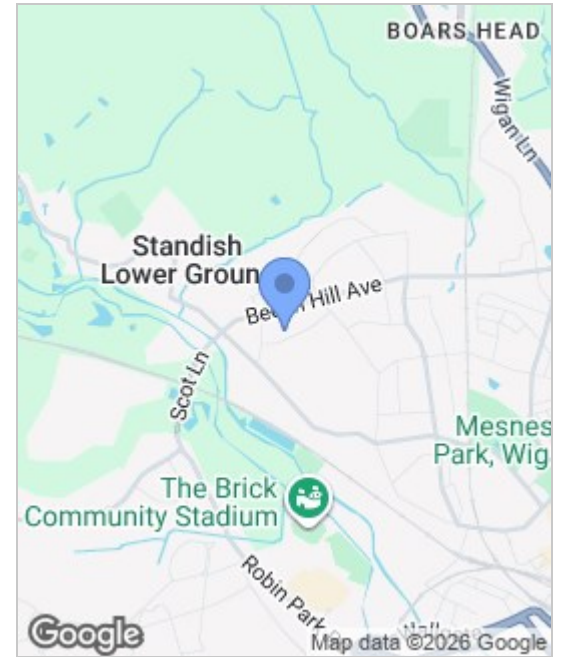 BOARS HEAD
Wigan Ln
Standish
Lower Groun
Hill Ave
Scot Ln
Mesnes
Park, Wig
The Brick
Community Stadium
Robin Park
Google
Map data ©2026 Google